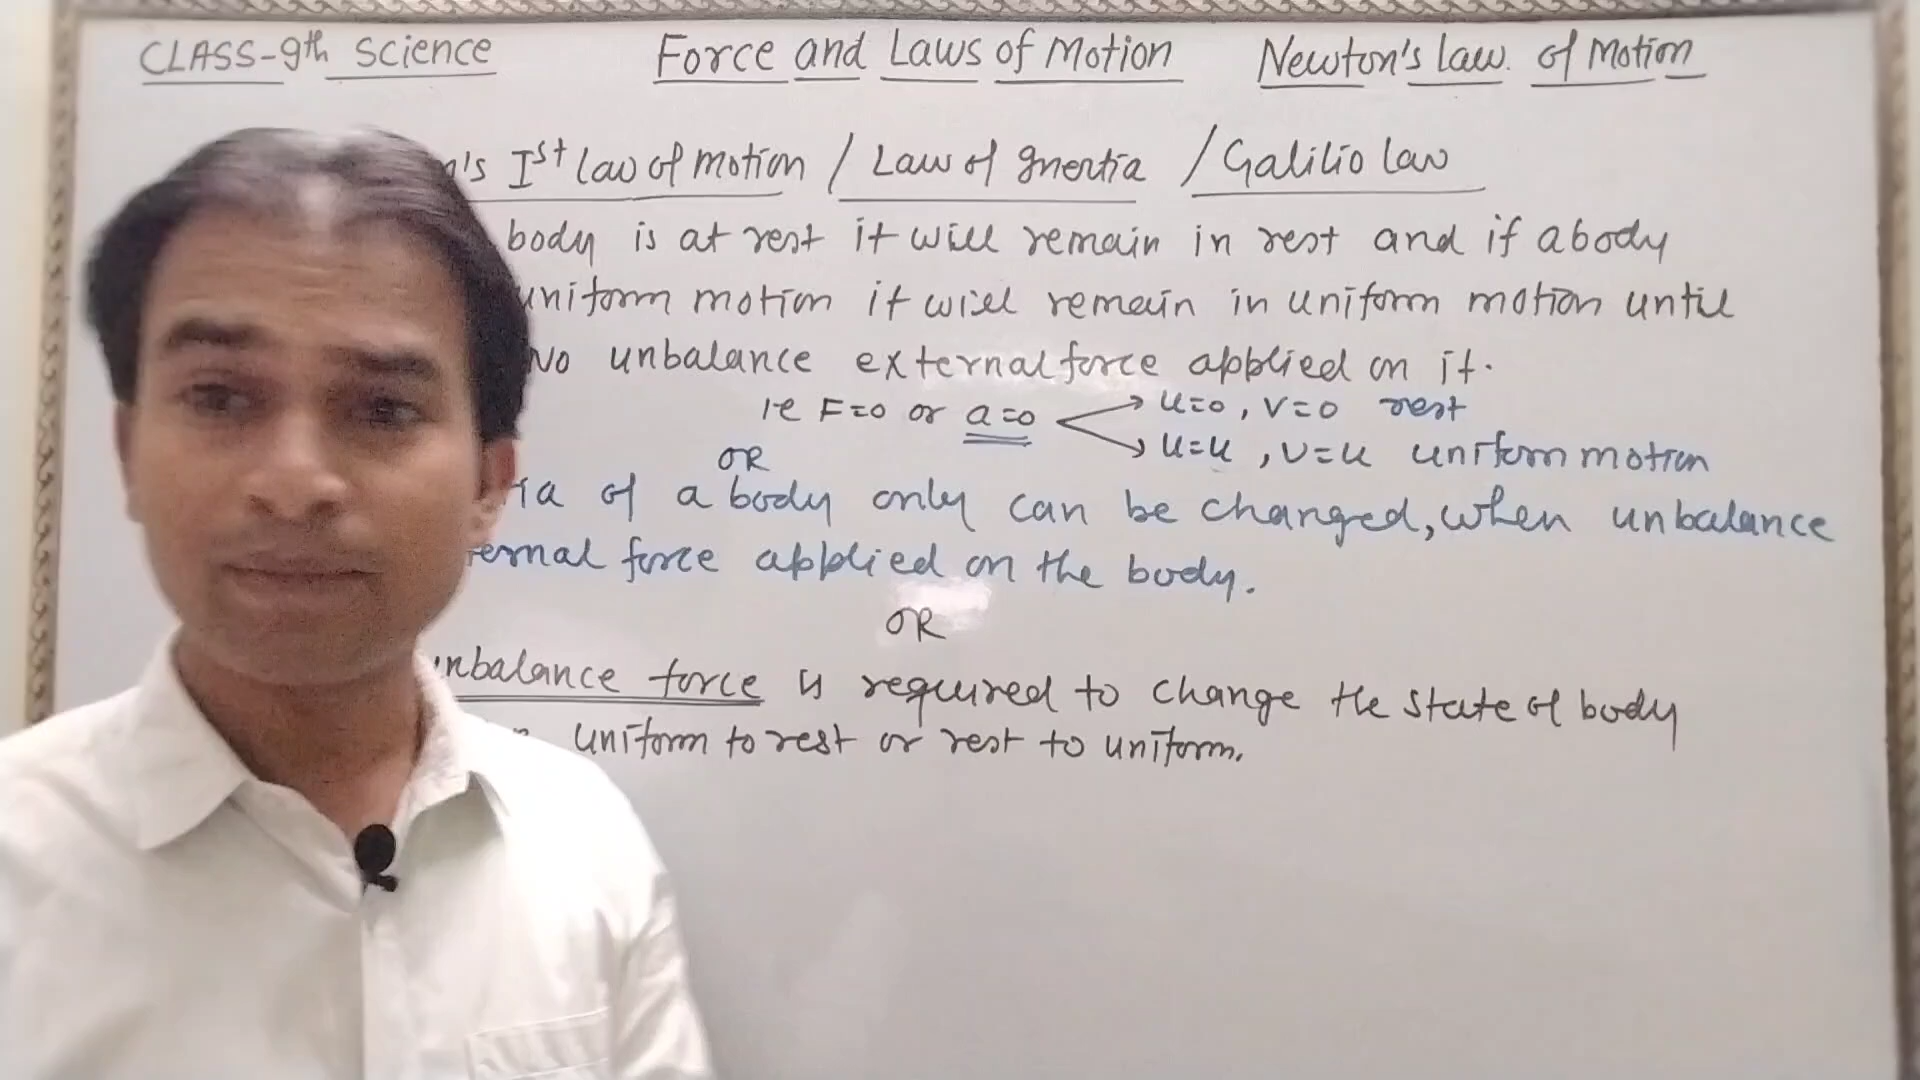 CLASS-9th Science Force and Laws of Motion Newton's law. of Motion
n's Ist law of motion / Law of Inertia / Galilio law
body is at rest it will remain in rest and if a body
uniform motion it will remain in uniform motion until
No unbalance external force applied on it.
i.e F=0 or a=0 u=0, v=0 rest
u=u, v=u uniform motion
OR
ia of a body only can be changed, when unbalance
ernal force applied on the body.
OR
unbalance force is required to change the state of body
uniform to rest or rest to uniform.